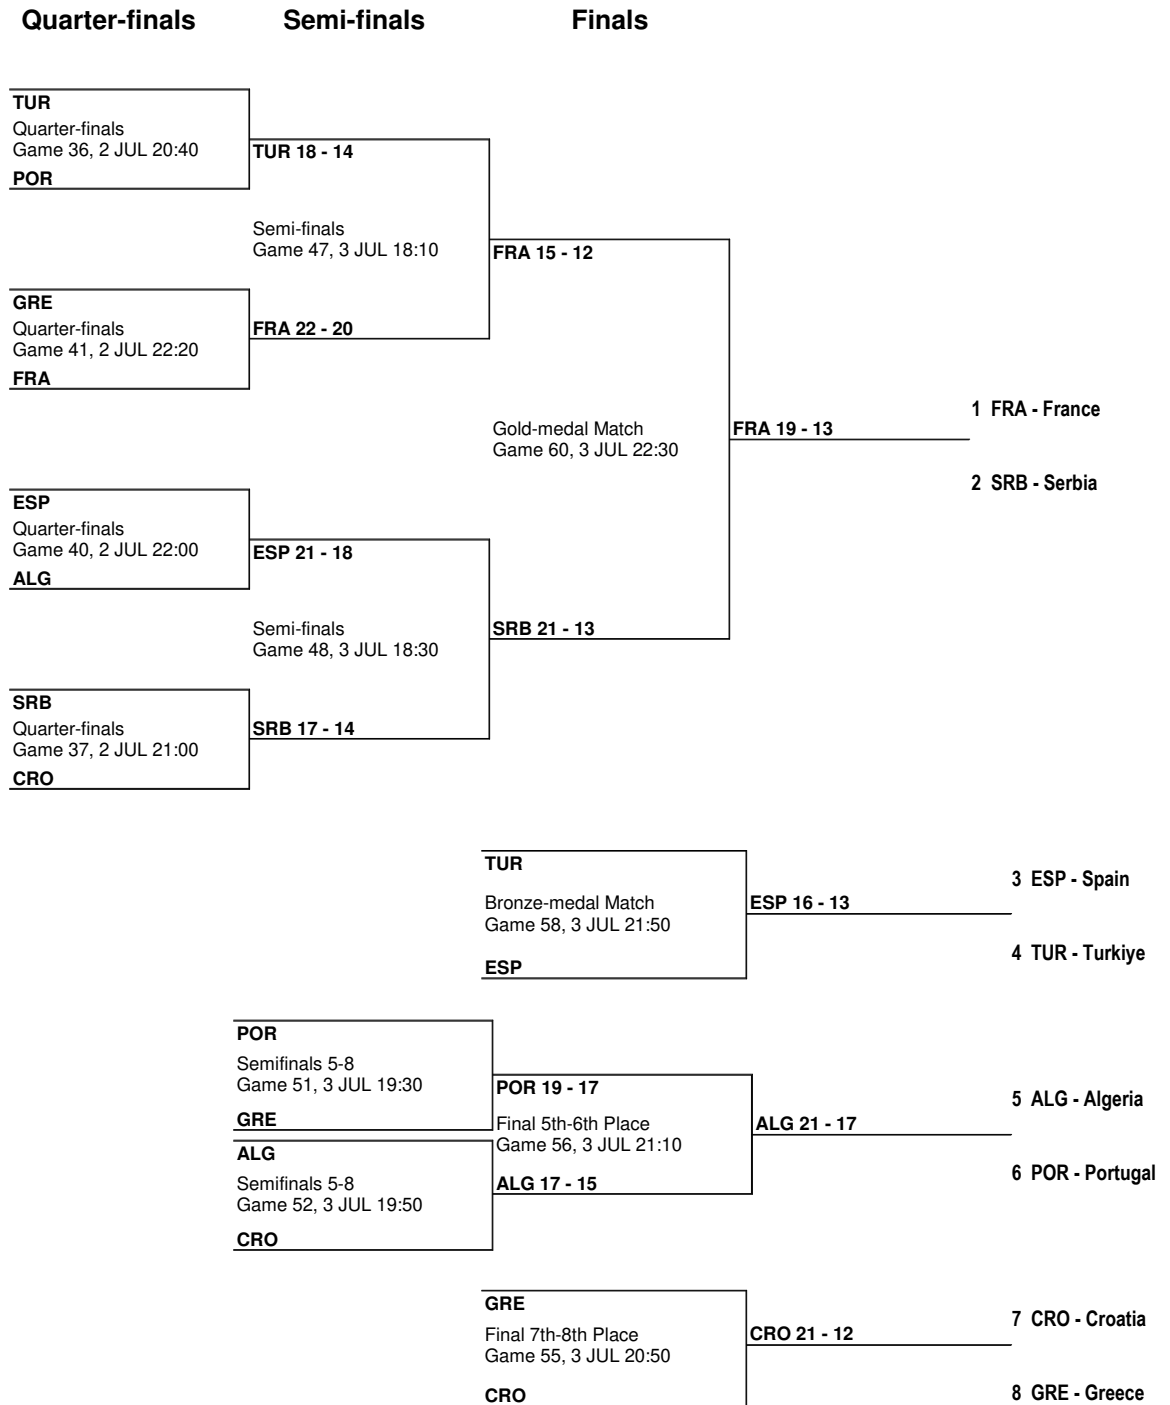 Quarter-finals Semi-finals Finals
TUR
Quarter-finals
Game 36, 2 JUL 20:40
POR
TUR 18 - 14
Semi-finals
Game 47, 3 JUL 18:10
FRA 15 - 12
GRE
Quarter-finals
Game 41, 2 JUL 22:20
FRA
FRA 22 - 20
Gold-medal Match
Game 60, 3 JUL 22:30
FRA 19 - 13
1 FRA - France
2 SRB - Serbia
ESP
Quarter-finals
Game 40, 2 JUL 22:00
ALG
ESP 21 - 18
Semi-finals
Game 48, 3 JUL 18:30
SRB 21 - 13
SRB
Quarter-finals
Game 37, 2 JUL 21:00
CRO
SRB 17 - 14
TUR
Bronze-medal Match
Game 58, 3 JUL 21:50
ESP
ESP 16 - 13
3 ESP - Spain
4 TUR - Turkiye
POR
Semifinals 5-8
Game 51, 3 JUL 19:30
GRE
POR 19 - 17
Final 5th-6th Place
Game 56, 3 JUL 21:10
ALG
Semifinals 5-8
Game 52, 3 JUL 19:50
CRO
ALG 17 - 15
ALG 21 - 17
5 ALG - Algeria
6 POR - Portugal
GRE
Final 7th-8th Place
Game 55, 3 JUL 20:50
CRO
CRO 21 - 12
7 CRO - Croatia
8 GRE - Greece